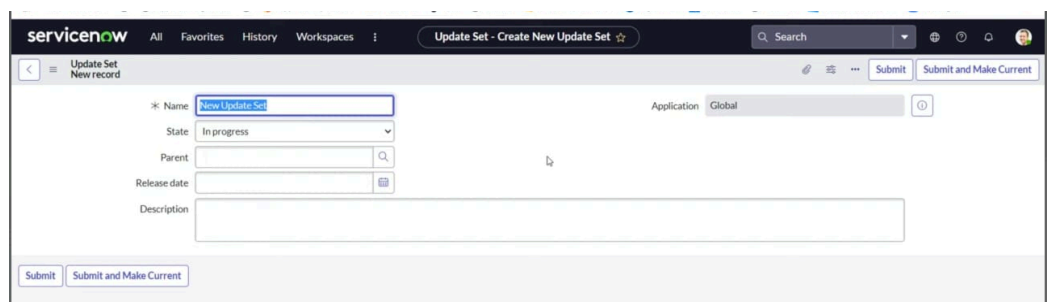 servicenow All Favorites History Workspaces Update Set - Create New Update Set Search
Update Set
New record
Submit Submit and Make Current
* Name New Update Set Application Global
State In progress
Parent
Release date
Description
Submit Submit and Make Current